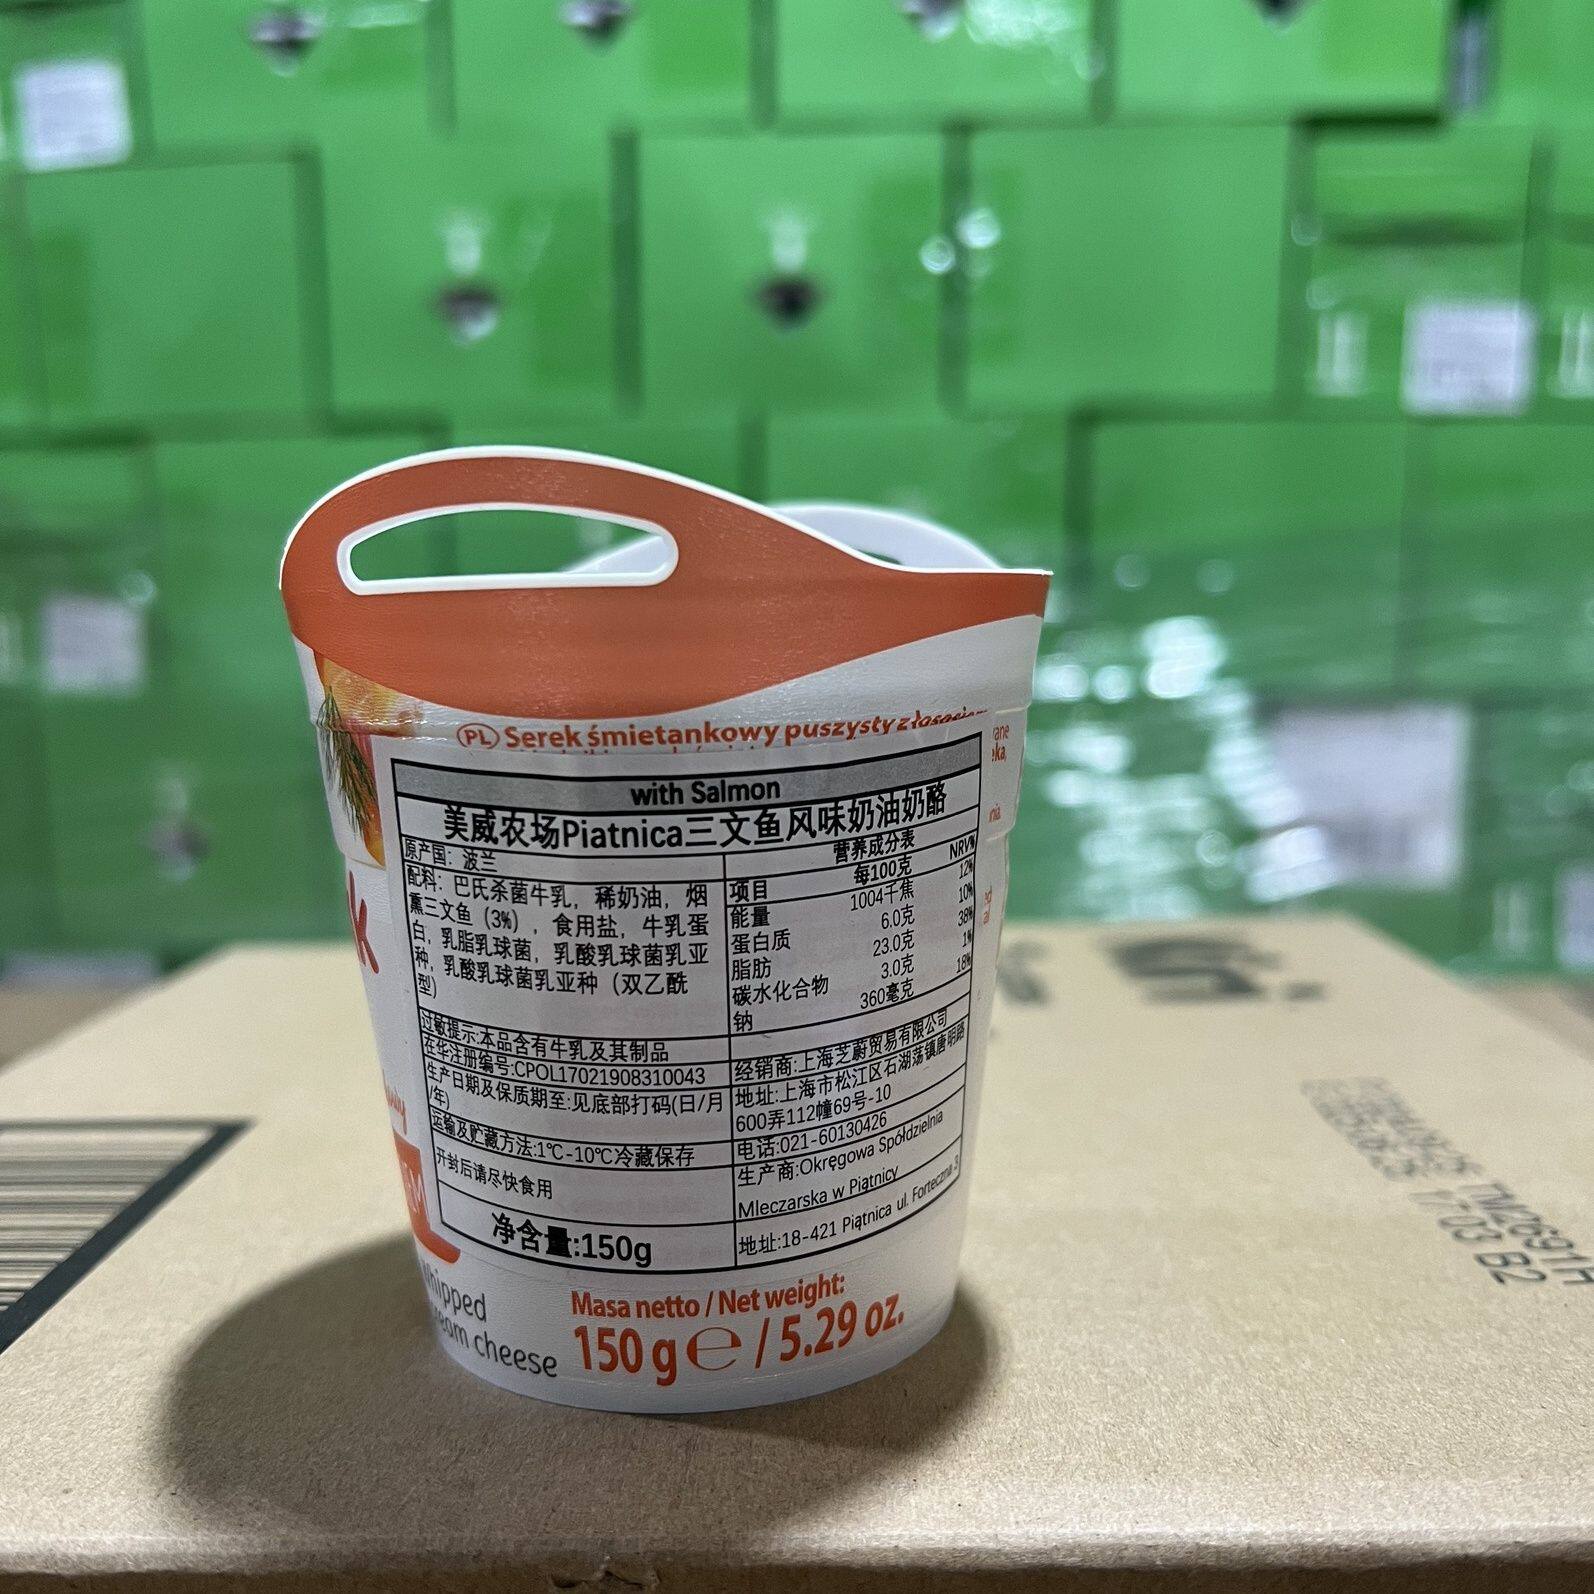 PL Serek śmietankowy puszysty z łososiem
with Salmon
美威农场Piatnica三文鱼风味奶油奶酪
原产国：波兰
配料：巴氏杀菌牛乳，稀奶油，烟
熏三文鱼（3%），食用盐，牛乳蛋
白，乳脂乳球菌，乳酸乳球菌乳亚
种，乳酸乳球菌乳亚种（双乙酰
型）
过敏提示:本品含有牛乳及其制品
在华注册编号:CPOL17021908310043
生产日期及保质期至:见底部打码(日/月
/年)
运输及贮藏方法:1℃-10℃冷藏保存
开封后请尽快食用
净含量:150g
营养成分表
项目 每100克 NRV%
能量 1004千焦 12%
蛋白质 6.0克 10%
脂肪 23.0克 38%
碳水化合物 3.0克 1%
钠 360毫克 18%
经销商:上海芝蔚贸易有限公司
地址:上海市松江区石湖荡镇唐明路
600弄112幢69号-10
电话:021-60130426
生产商:Okręgowa Spółdzielnia
Mleczarska w Piątnicy
地址:18-421 Piątnica ul. Forteczna 3
whipped
cream cheese
Masa netto / Net weight:
150 g ℮ / 5.29 oz.